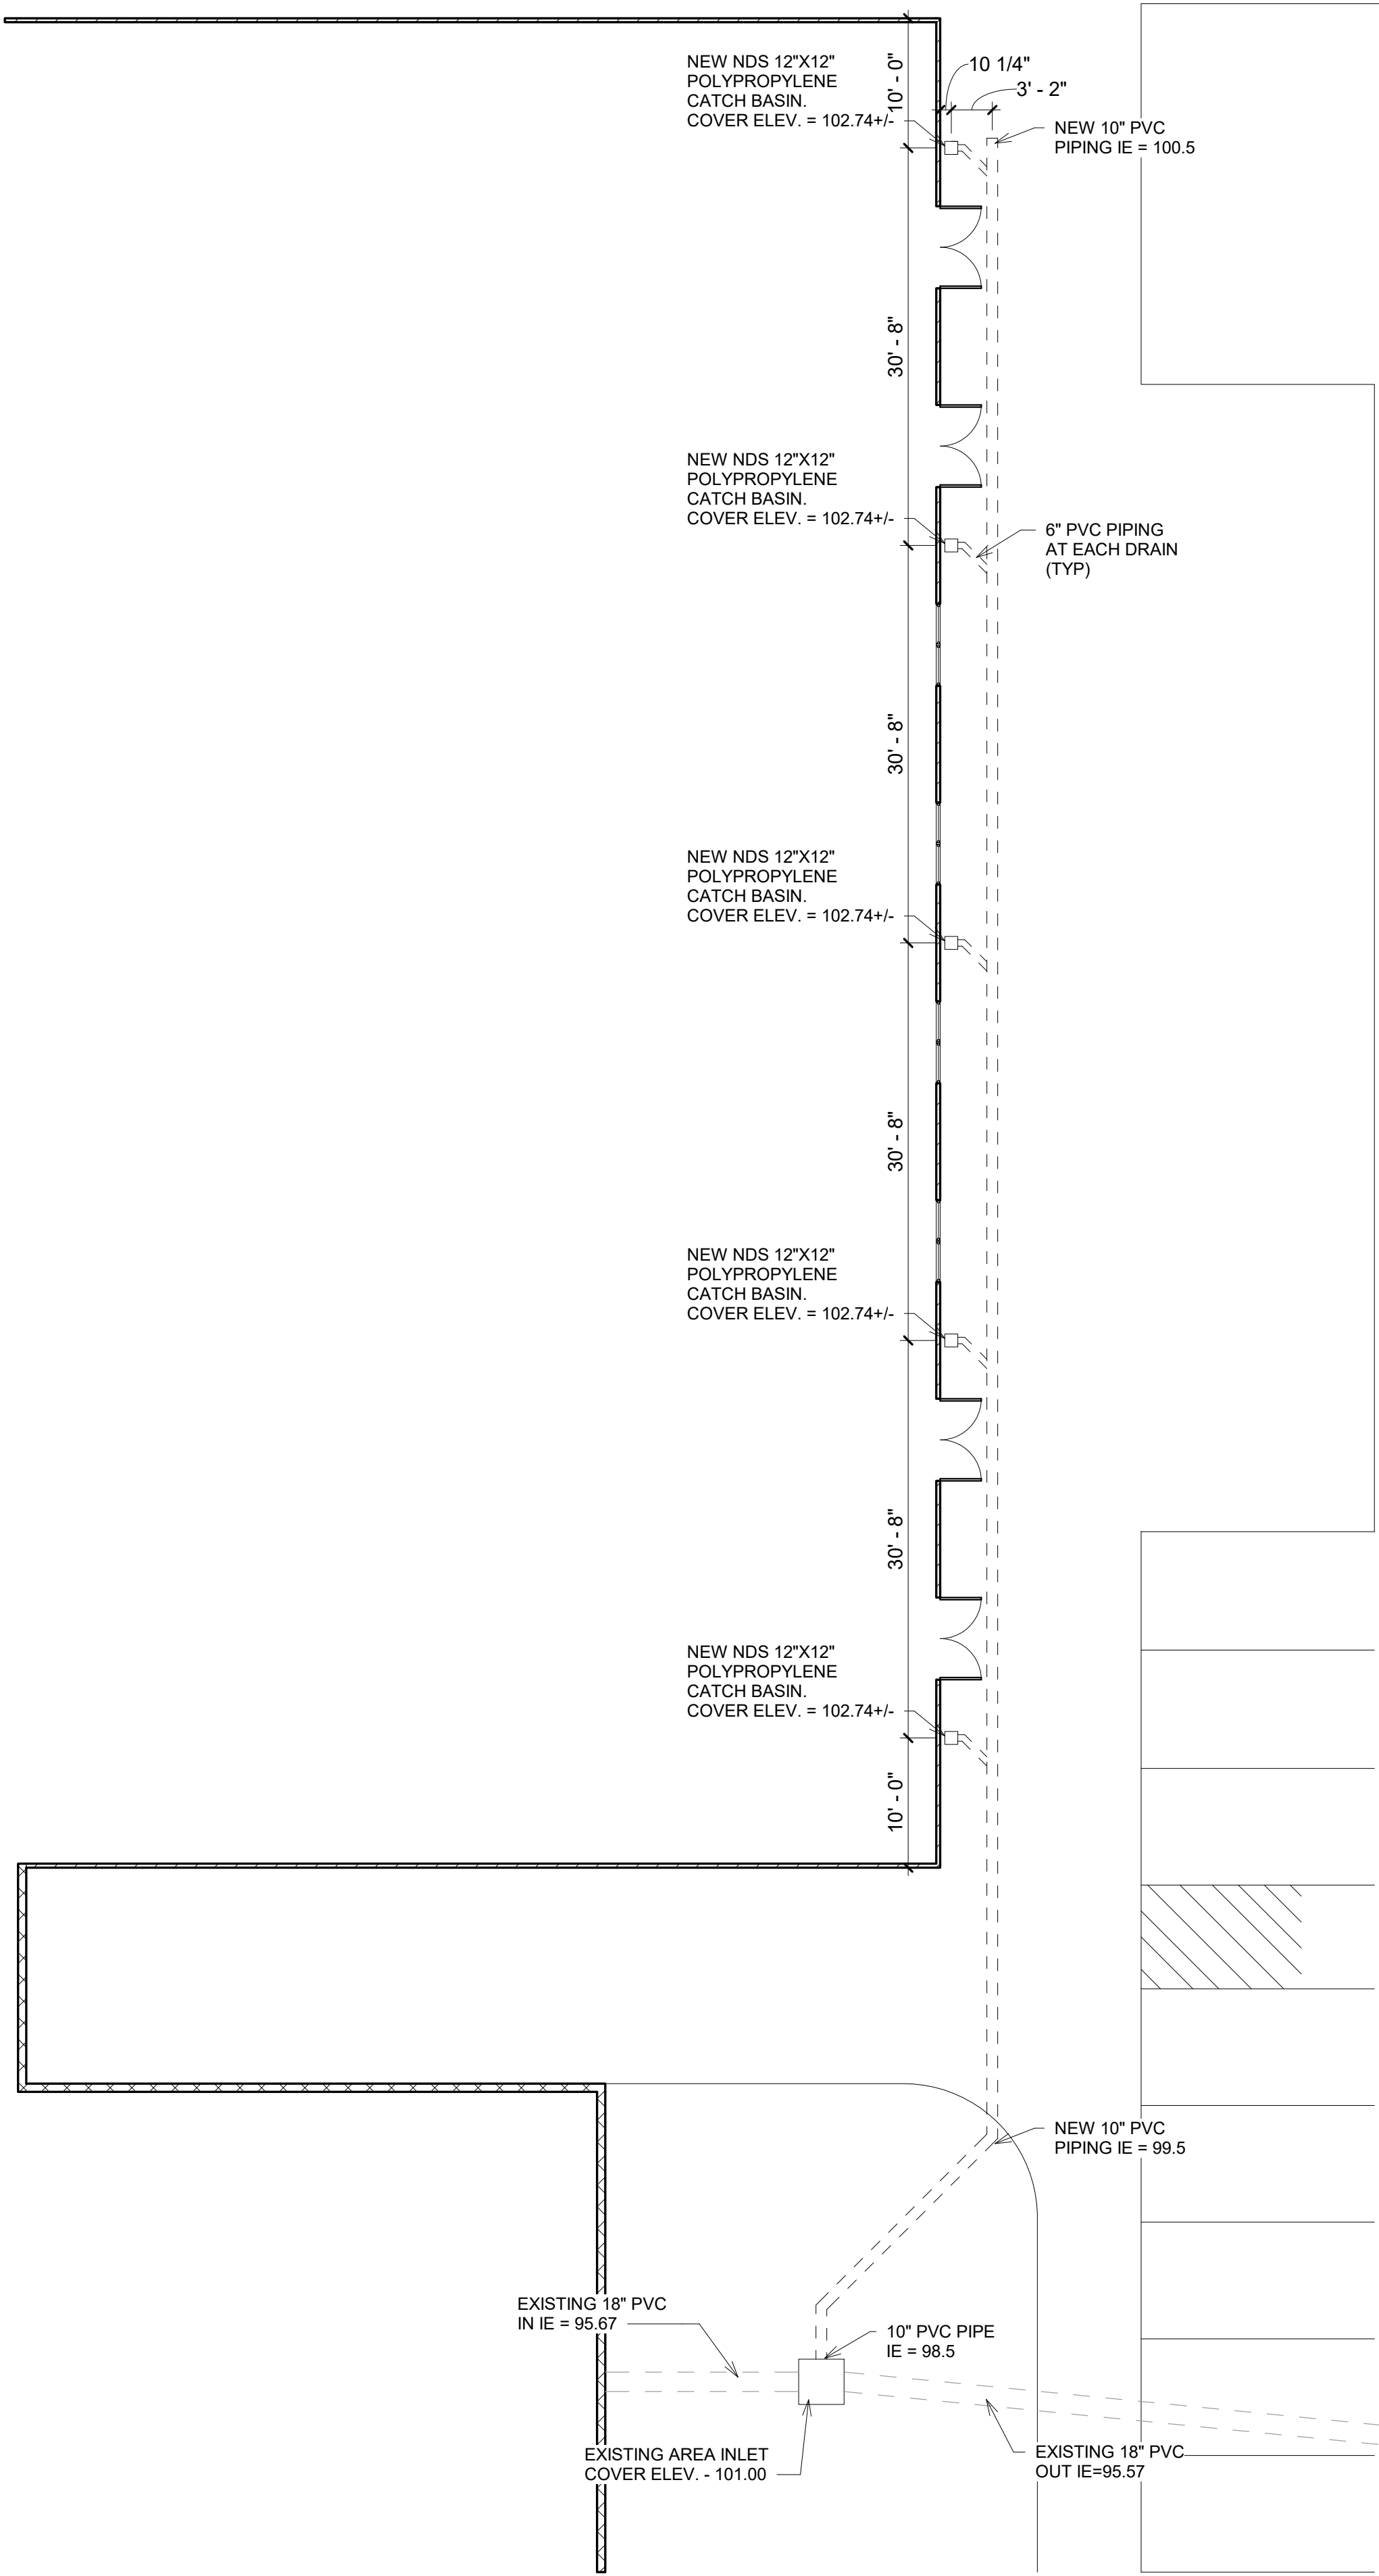 NEW NDS 12"X12"
POLYPROPYLENE
CATCH BASIN.
COVER ELEV. = 102.74+/-
10' - 0"
10 1/4"
3' - 2"
NEW 10" PVC
PIPING IE = 100.5
30' - 8"
NEW NDS 12"X12"
POLYPROPYLENE
CATCH BASIN.
COVER ELEV. = 102.74+/-
6" PVC PIPING
AT EACH DRAIN
(TYP)
30' - 8"
NEW NDS 12"X12"
POLYPROPYLENE
CATCH BASIN.
COVER ELEV. = 102.74+/-
30' - 8"
NEW NDS 12"X12"
POLYPROPYLENE
CATCH BASIN.
COVER ELEV. = 102.74+/-
30' - 8"
NEW NDS 12"X12"
POLYPROPYLENE
CATCH BASIN.
COVER ELEV. = 102.74+/-
10' - 0"
NEW 10" PVC
PIPING IE = 99.5
EXISTING 18" PVC
IN IE = 95.67
10" PVC PIPE
IE = 98.5
EXISTING AREA INLET
COVER ELEV. - 101.00
EXISTING 18" PVC
OUT IE=95.57